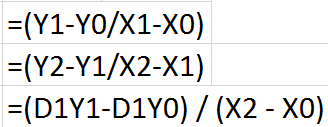 =(Y1-Y0/X1-X0)
=(Y2-Y1/X2-X1)
=(D1Y1-D1Y0) / (X2 - X0)